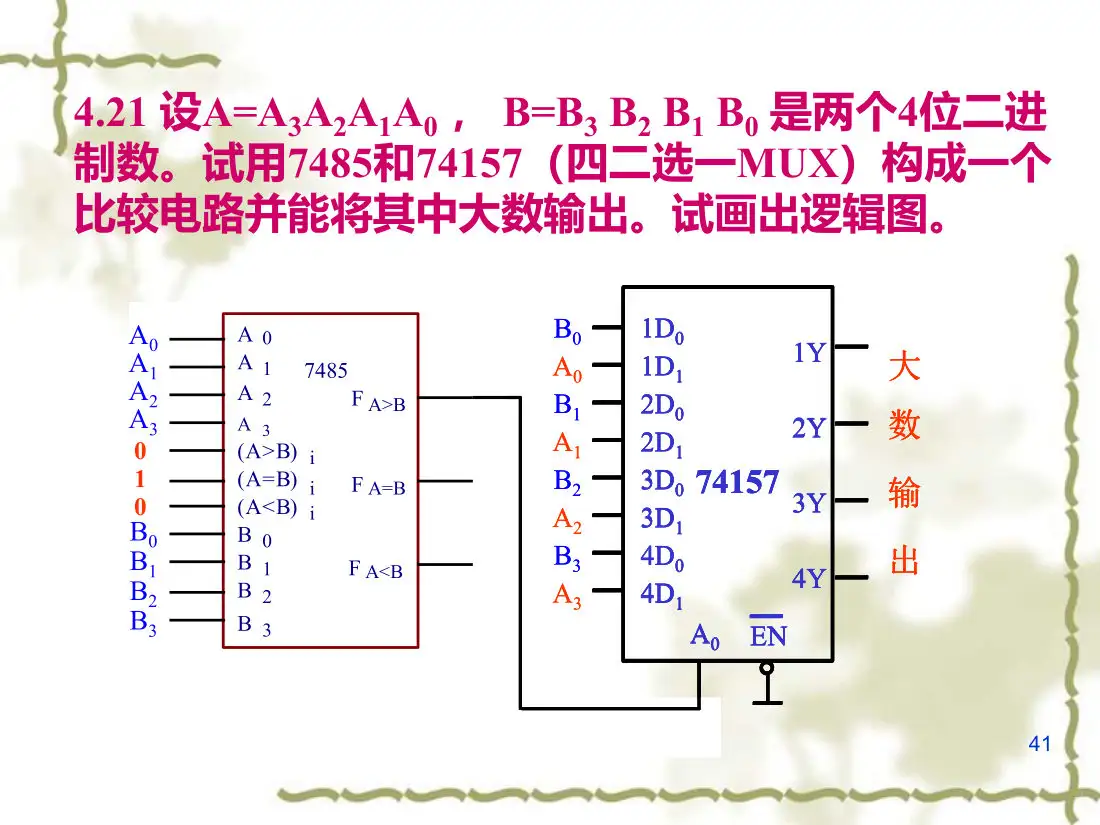 4.21 设A=A₃A₂A₁A₀ ， B=B₃ B₂ B₁ B₀ 是两个4位二进
制数。试用7485和74157（四二选一MUX）构成一个
比较电路并能将其中大数输出。试画出逻辑图。
A₀
A₁
A₂
A₃
0
1
0
B₀
B₁
B₂
B₃
A 0
A 1
A 2
A 3
(A>B) i
(A=B) i
(A<B) i
B 0
B 1
B 2
B 3
7485
F A>B
F A=B
F A<B
B₀
A₀
B₁
A₁
B₂
A₂
B₃
A₃
1D₀
1D₁
2D₀
2D₁
3D₀
3D₁
4D₀
4D₁
74157
A₀
E̅N̅
1Y
2Y
3Y
4Y
大
数
输
出
41